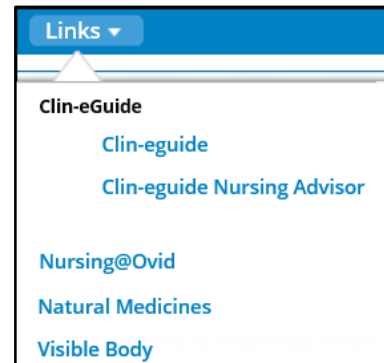 Links
Clin-eGuide
Clin-eguide
Clin-eguide Nursing Advisor
Nursing@Ovid
Natural Medicines
Visible Body